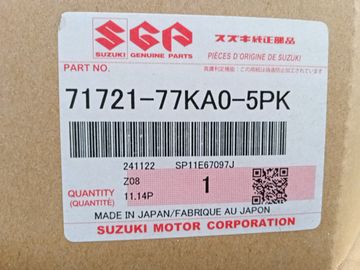 SGP
SUZUKI
GENUINE PARTS
スズキ純正部品
PIÈCES D'ORIGINE DE SUZUKI
PART NO.
71721-77KA0-5PK
241122 SP11E67097J
Z08
QUANTITY
(QUANTITÉ)
11.14P
1
MADE IN JAPAN/FABRIQUE AU JAPON
SUZUKI MOTOR CORPORATION